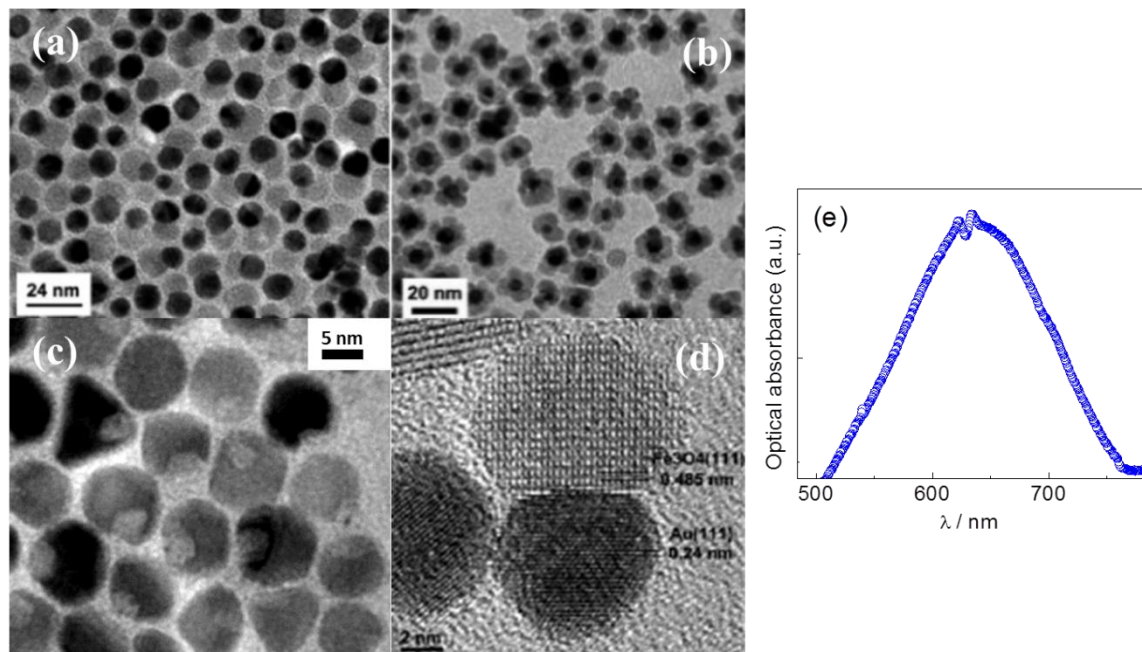 (a)
24 nm
(b)
20 nm
(c)
5 nm
(d)
Fe3O4(111)
0.485 nm
Au(111)
0.24 nm
2 nm
(e)
Optical absorbance (a.u.)
500 600 700
λ / nm